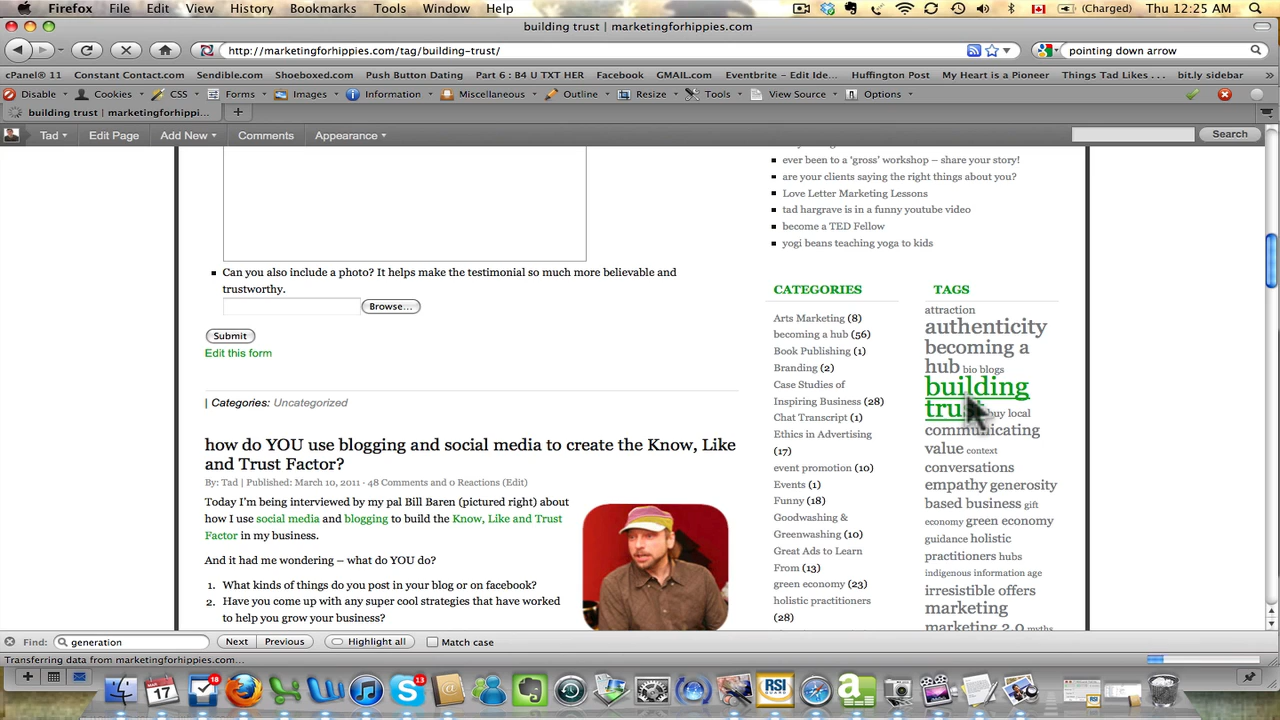 Firefox File Edit View History Bookmarks Tools Window Help (Charged) Thu 12:25 AM
building trust | marketingforhippies.com
http://marketingforhippies.com/tag/building-trust/ pointing down arrow
cPanel® 11 Constant Contact.com Sendible.com Shoeboxed.com Push Button Dating Part 6 : B4 U TXT HER Facebook GMAIL.com Eventbrite - Edit Ide... Huffington Post My Heart is a Pioneer Things Tad Likes ... bit.ly sidebar »
Disable Cookies CSS Forms Images Information Miscellaneous Outline Resize Tools View Source Options
building trust | marketingforhippi... +
Tad Edit Page Add New Comments Appearance Search
ever been to a 'gross' workshop – share your story!
are your clients saying the right things about you?
Love Letter Marketing Lessons
tad hargrave is in a funny youtube video
become a TED Fellow
yogi beans teaching yoga to kids
Can you also include a photo? It helps make the testimonial so much more believable and
trustworthy.
Browse...
Submit
Edit this form
| Categories: Uncategorized
how do YOU use blogging and social media to create the Know, Like
and Trust Factor?
By: Tad | Published: March 10, 2011 - 48 Comments and 0 Reactions (Edit)
Today I'm being interviewed by my pal Bill Baren (pictured right) about
how I use social media and blogging to build the Know, Like and Trust
Factor in my business.
And it had me wondering – what do YOU do?
1. What kind of things do you post in your blog or on facebook?
2. Have you come up with any super cool strategies that have worked
to help you grow your business?
CATEGORIES
Arts Marketing (8)
becoming a hub (56)
Book Publishing (1)
Branding (2)
Case Studies of
Inspiring Business (28)
Chat Transcript (1)
Ethics in Advertising
(17)
event promotion (10)
Events (1)
Funny (18)
Goodwashing &
Greenwashing (10)
Great Ads to Learn
From (13)
green economy (23)
holistic practitioners
(28)
TAGS
attraction
authenticity
becoming a
hub bio blogs
building
trust buy local
communicating
value context
conversations
empathy generosity
based business gift
economy green economy
guidance holistic
practitioners hubs
indigenous information age
irresistible offers
marketing
marketing 2.0 myths
Find: generation Next Previous Highlight all Match case
Transferring data from marketingforhippies.com...
17 18 13 RSI a